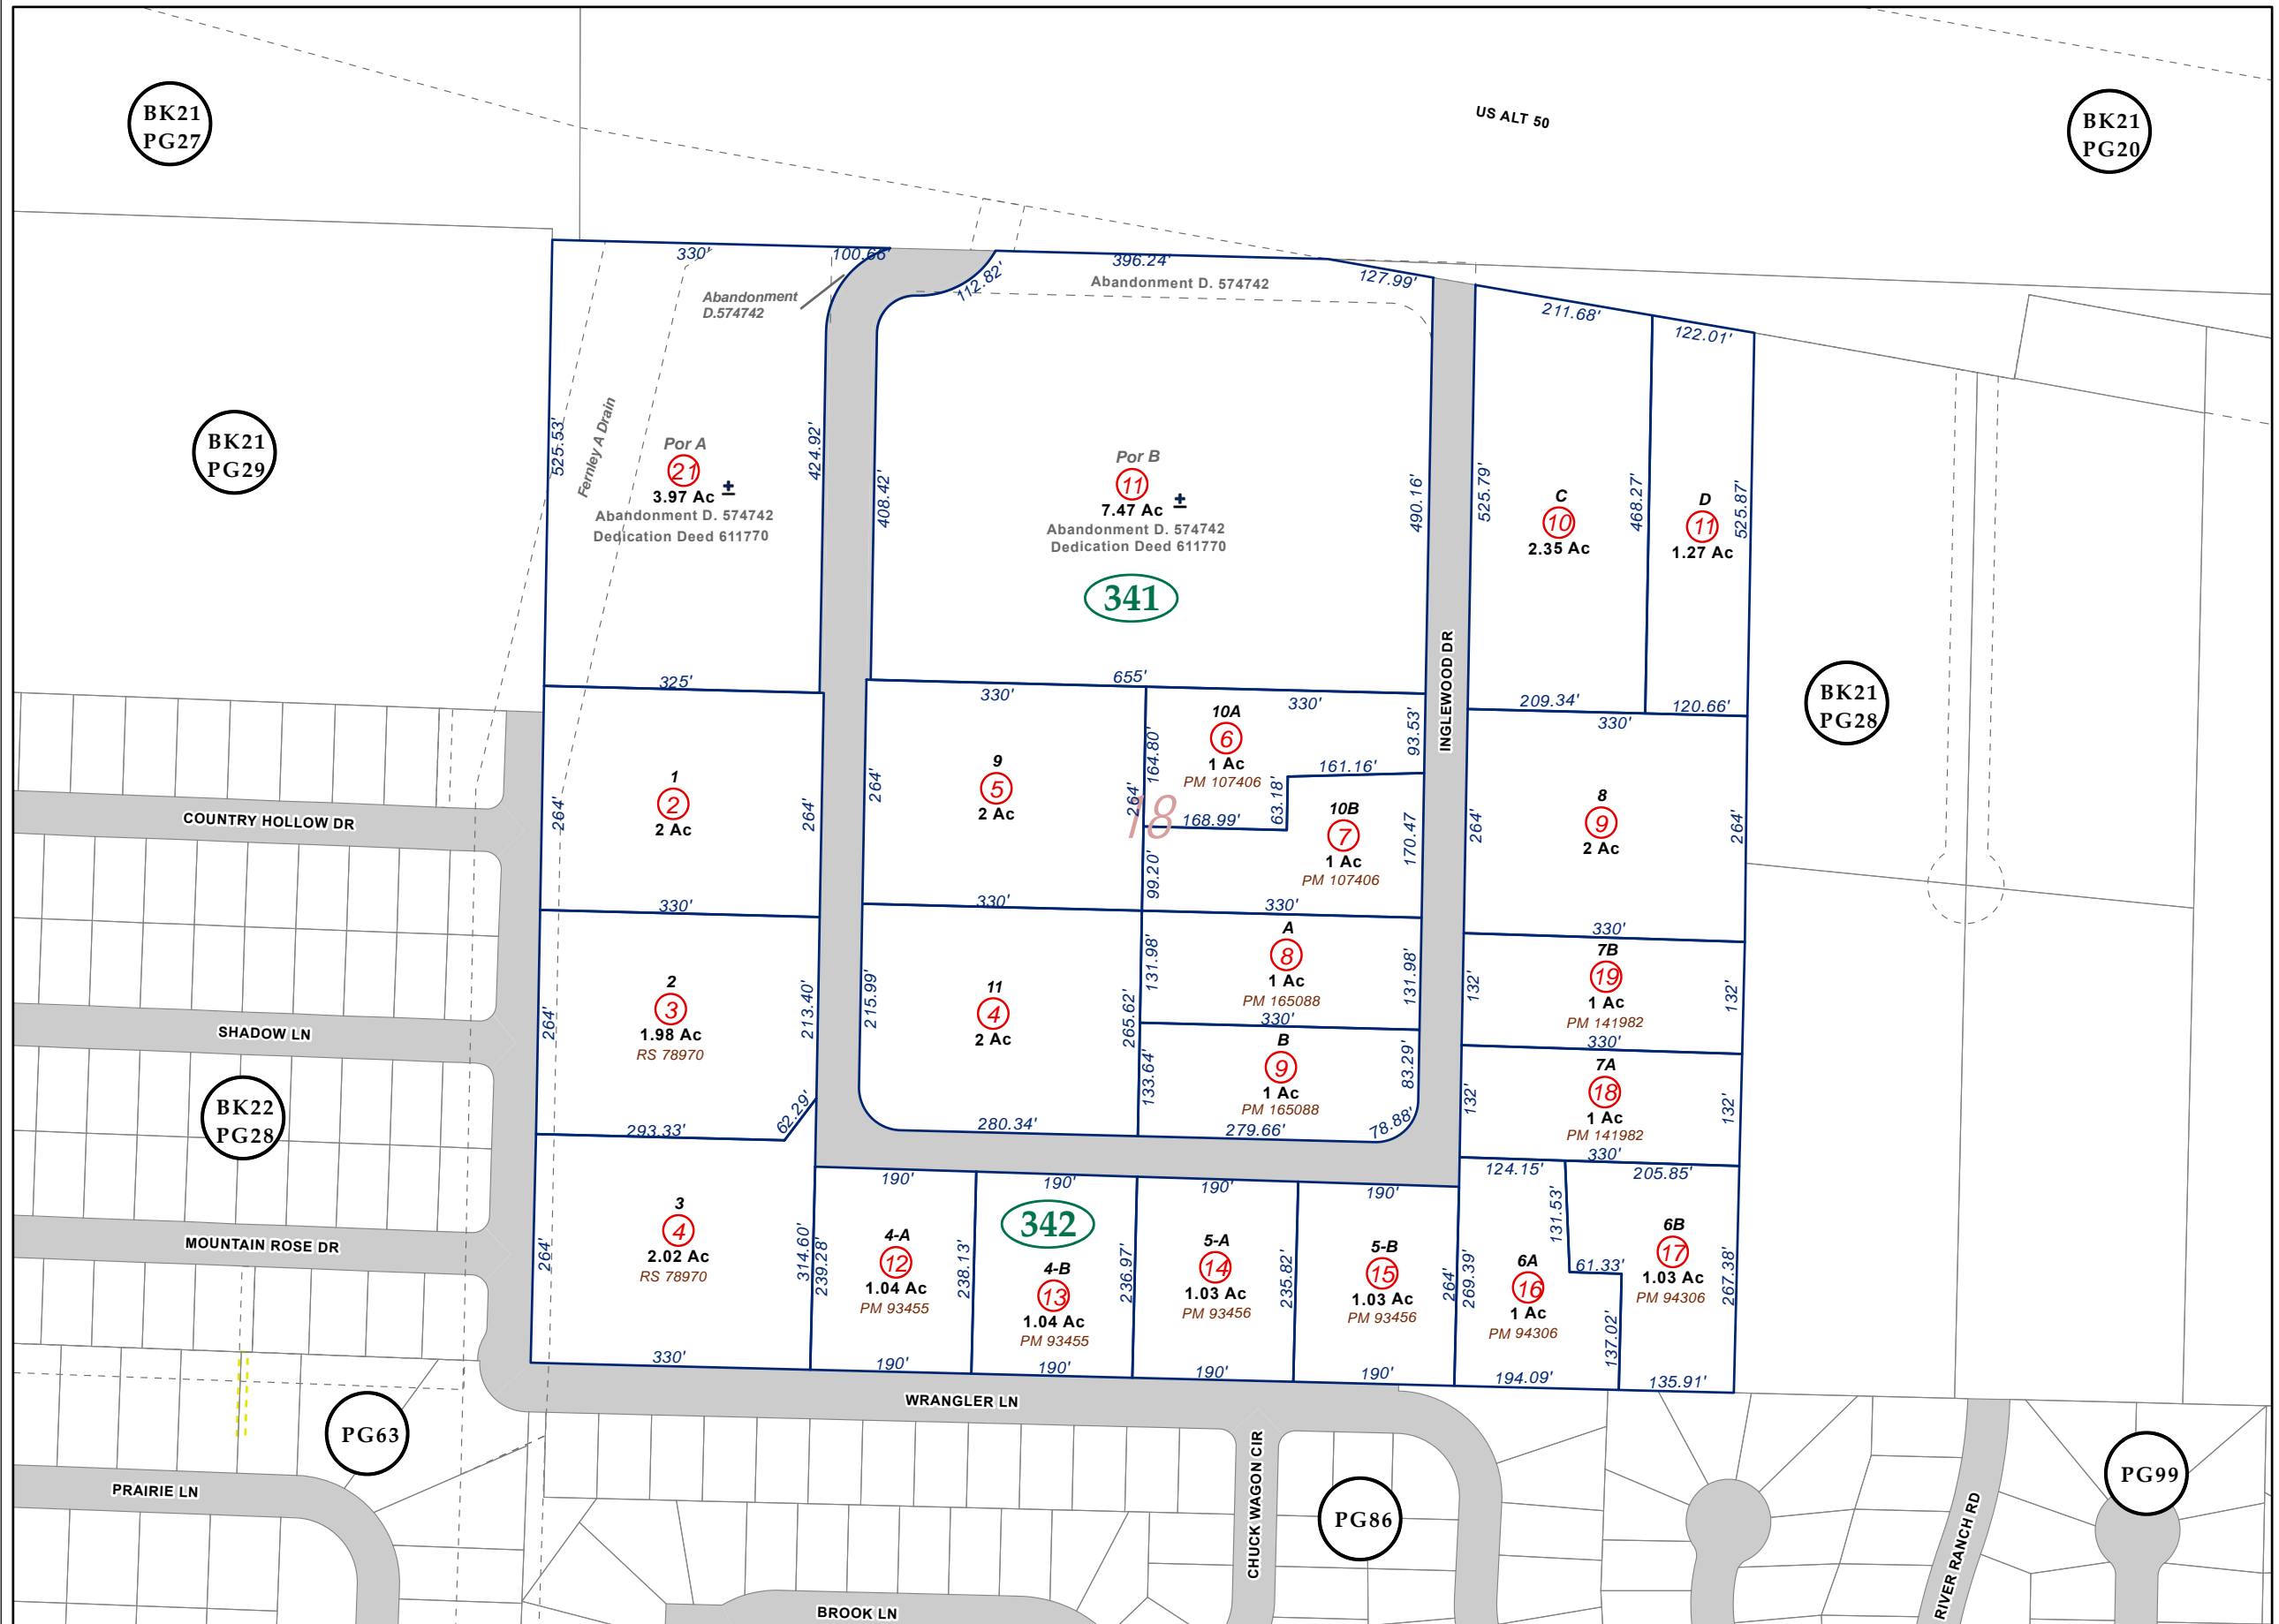 BK21
PG27
US ALT 50
BK21
PG20
330'
100.66'
396.24'
127.99'
112.82'
Abandonment
D.574742
Abandonment D. 574742
211.68'
122.01'
BK21
PG29
525.53'
Fernley A Drain
Por A
21
3.97 Ac ±
Abandonment D. 574742
Dedication Deed 611770
424.92'
408.42'
Por B
11
7.47 Ac ±
Abandonment D. 574742
Dedication Deed 611770
341
490.16'
525.79'
C
10
2.35 Ac
468.27'
D
11
1.27 Ac
525.87'
INGLEWOOD DR
BK21
PG28
325'
655'
330'
330'
209.34'
120.66'
330'
1
2
2 Ac
264'
264'
9
5
2 Ac
264'
264'
164.80'
10A
6
1 Ac
PM 107406
93.53'
161.16'
63.18'
168.99'
18
10B
7
1 Ac
PM 107406
170.47
99.20'
8
9
2 Ac
264'
264'
COUNTRY HOLLOW DR
330'
330'
330'
330'
2
3
1.98 Ac
RS 78970
264'
213.40'
62.29'
293.33'
11
4
2 Ac
215.99'
265.62'
280.34'
A
8
1 Ac
PM 165088
131.98'
131.98'
330'
B
9
1 Ac
PM 165088
133.64'
83.29'
78.88'
279.66'
7B
19
1 Ac
PM 141982
132'
132'
330'
7A
18
1 Ac
PM 141982
132'
132'
330'
SHADOW LN
BK22
PG28
MOUNTAIN ROSE DR
3
4
2.02 Ac
RS 78970
264'
314.60'
330'
190'
239.28'
4-A
12
1.04 Ac
PM 93455
238.13'
190'
190'
342
4-B
13
1.04 Ac
PM 93455
236.97'
190'
190'
5-A
14
1.03 Ac
PM 93456
235.82'
190'
190'
5-B
15
1.03 Ac
PM 93456
264'
190'
124.15'
205.85'
269.39'
131.53'
61.33'
6A
16
1 Ac
PM 94306
137.02'
194.09'
6B
17
1.03 Ac
PM 94306
267.38'
135.91'
WRANGLER LN
PG63
PRAIRIE LN
CHUCK WAGON CIR
PG86
RIVER RANCH RD
PG99
BROOK LN